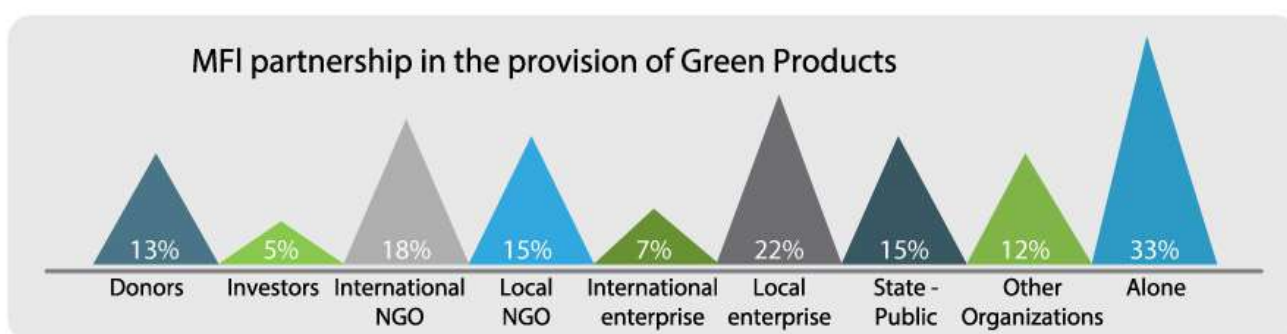 MFI partnership in the provision of Green Products
13% 5% 18% 15% 7% 22% 15% 12% 33%
Donors Investors International Local International Local State - Other Alone
NGO NGO enterprise enterprise Public Organizations